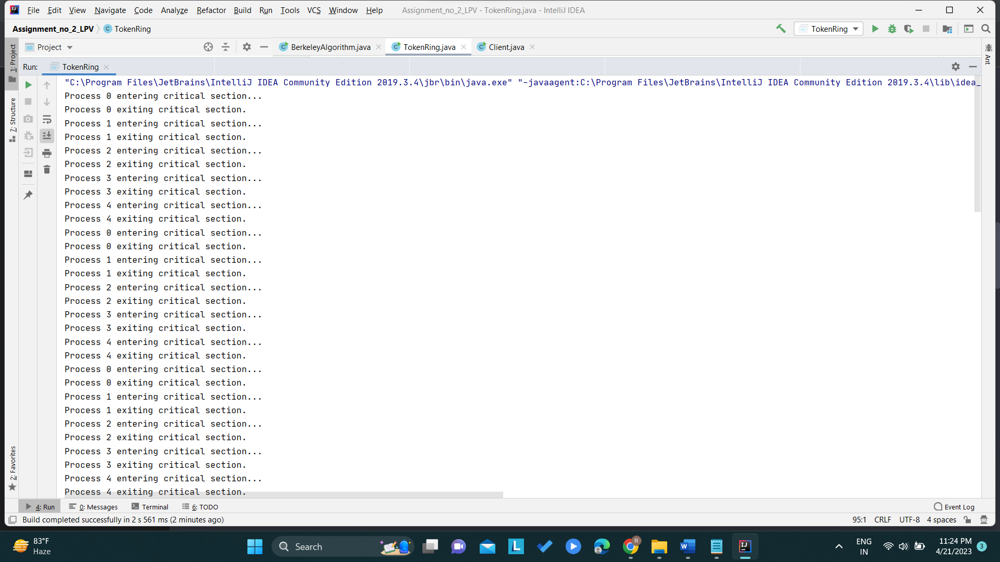 File Edit View Navigate Code Analyze Refactor Build Run Tools VCS Window Help Assignment_no_2_LPV - TokenRing.java - IntelliJ IDEA
Assignment_no_2_LPV TokenRing TokenRing
Project BerkeleyAlgorithm.java TokenRing.java Client.java
1: Project
Ant
Run: TokenRing
"C:\Program Files\JetBrains\IntelliJ IDEA Community Edition 2019.3.4\jbr\bin\java.exe" "-javaagent:C:\Program Files\JetBrains\IntelliJ IDEA Community Edition 2019.3.4\lib\idea_
Process 0 entering critical section...
Process 0 exiting critical section.
Process 1 entering critical section...
Process 1 exiting critical section.
Process 2 entering critical section...
Process 2 exiting critical section.
Process 3 entering critical section...
Process 3 exiting critical section.
Process 4 entering critical section...
Process 4 exiting critical section.
Process 0 entering critical section...
Process 0 exiting critical section.
Process 1 entering critical section...
Process 1 exiting critical section.
Process 2 entering critical section...
Process 2 exiting critical section.
Process 3 entering critical section...
Process 3 exiting critical section.
Process 4 entering critical section...
Process 4 exiting critical section.
Process 0 entering critical section...
Process 0 exiting critical section.
Process 1 entering critical section...
Process 1 exiting critical section.
Process 2 entering critical section...
Process 2 exiting critical section.
Process 3 entering critical section...
Process 3 exiting critical section.
Process 4 entering critical section...
Process 4 exiting critical section.
7: Structure
2: Favorites
4: Run 0: Messages Terminal 6: TODO Event Log
Build completed successfully in 2 s 561 ms (2 minutes ago) 95:1 CRLF UTF-8 4 spaces
83°F
Haze
Search
ENG
IN
11:24 PM
4/21/2023
3